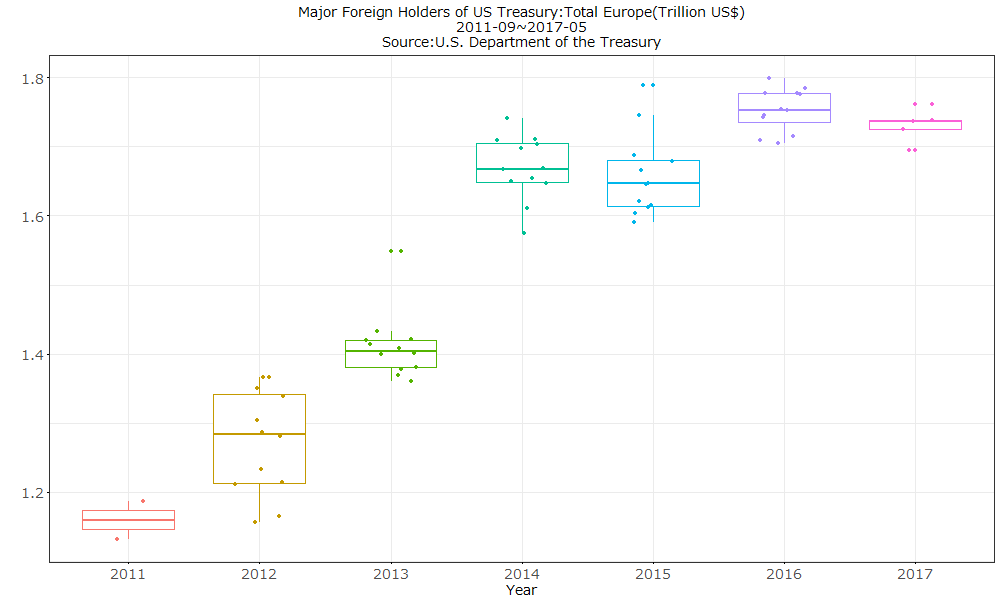 Major Foreign Holders of US Treasury:Total Europe(Trillion US$)
2011-09~2017-05
Source:U.S. Department of the Treasury
1.8
1.6
1.4
1.2
2011 2012 2013 2014 2015 2016 2017
Year